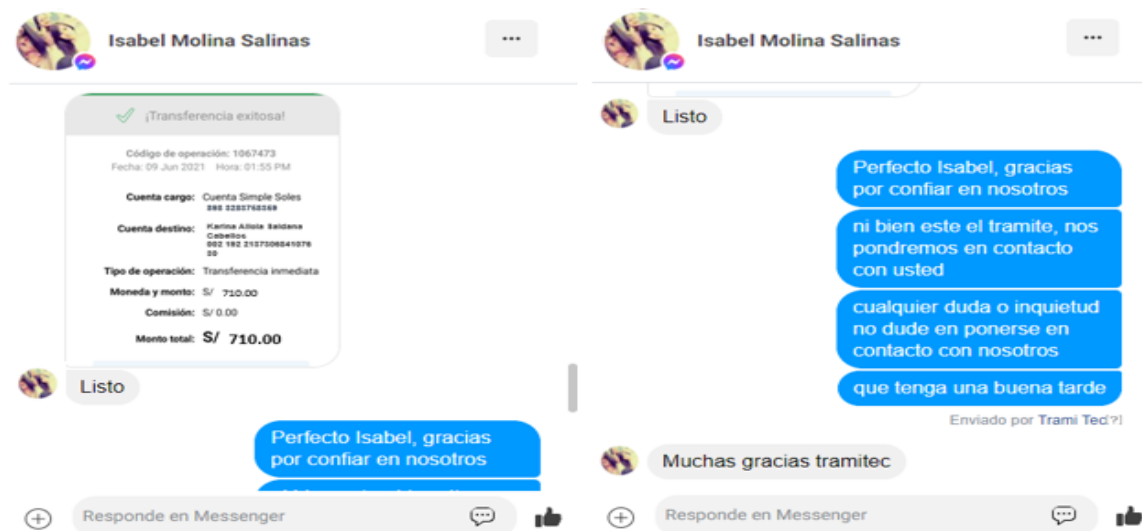 Isabel Molina Salinas
¡Transferencia exitosa!
Código de operación: 1067473
Fecha: 09 Jun 2021 Hora: 01:55 PM
Cuenta cargo: Cuenta Simple Soles
Cuenta destino: Karina
Tipo de operación: Transferencia inmediata
Moneda y monto: S/ 710.00
Comisión: S/ 0.00
Monto total: S/ 710.00
Listo
Perfecto Isabel, gracias
por confiar en nosotros
Responde en Messenger
Isabel Molina Salinas
Listo
Perfecto Isabel, gracias
por confiar en nosotros
ni bien este el tramite, nos
pondremos en contacto
con usted
cualquier duda o inquietud
no dude en ponerse en
contacto con nosotros
que tenga una buena tarde
Enviado por Trami Tec[?]
Muchas gracias tramitec
Responde en Messenger